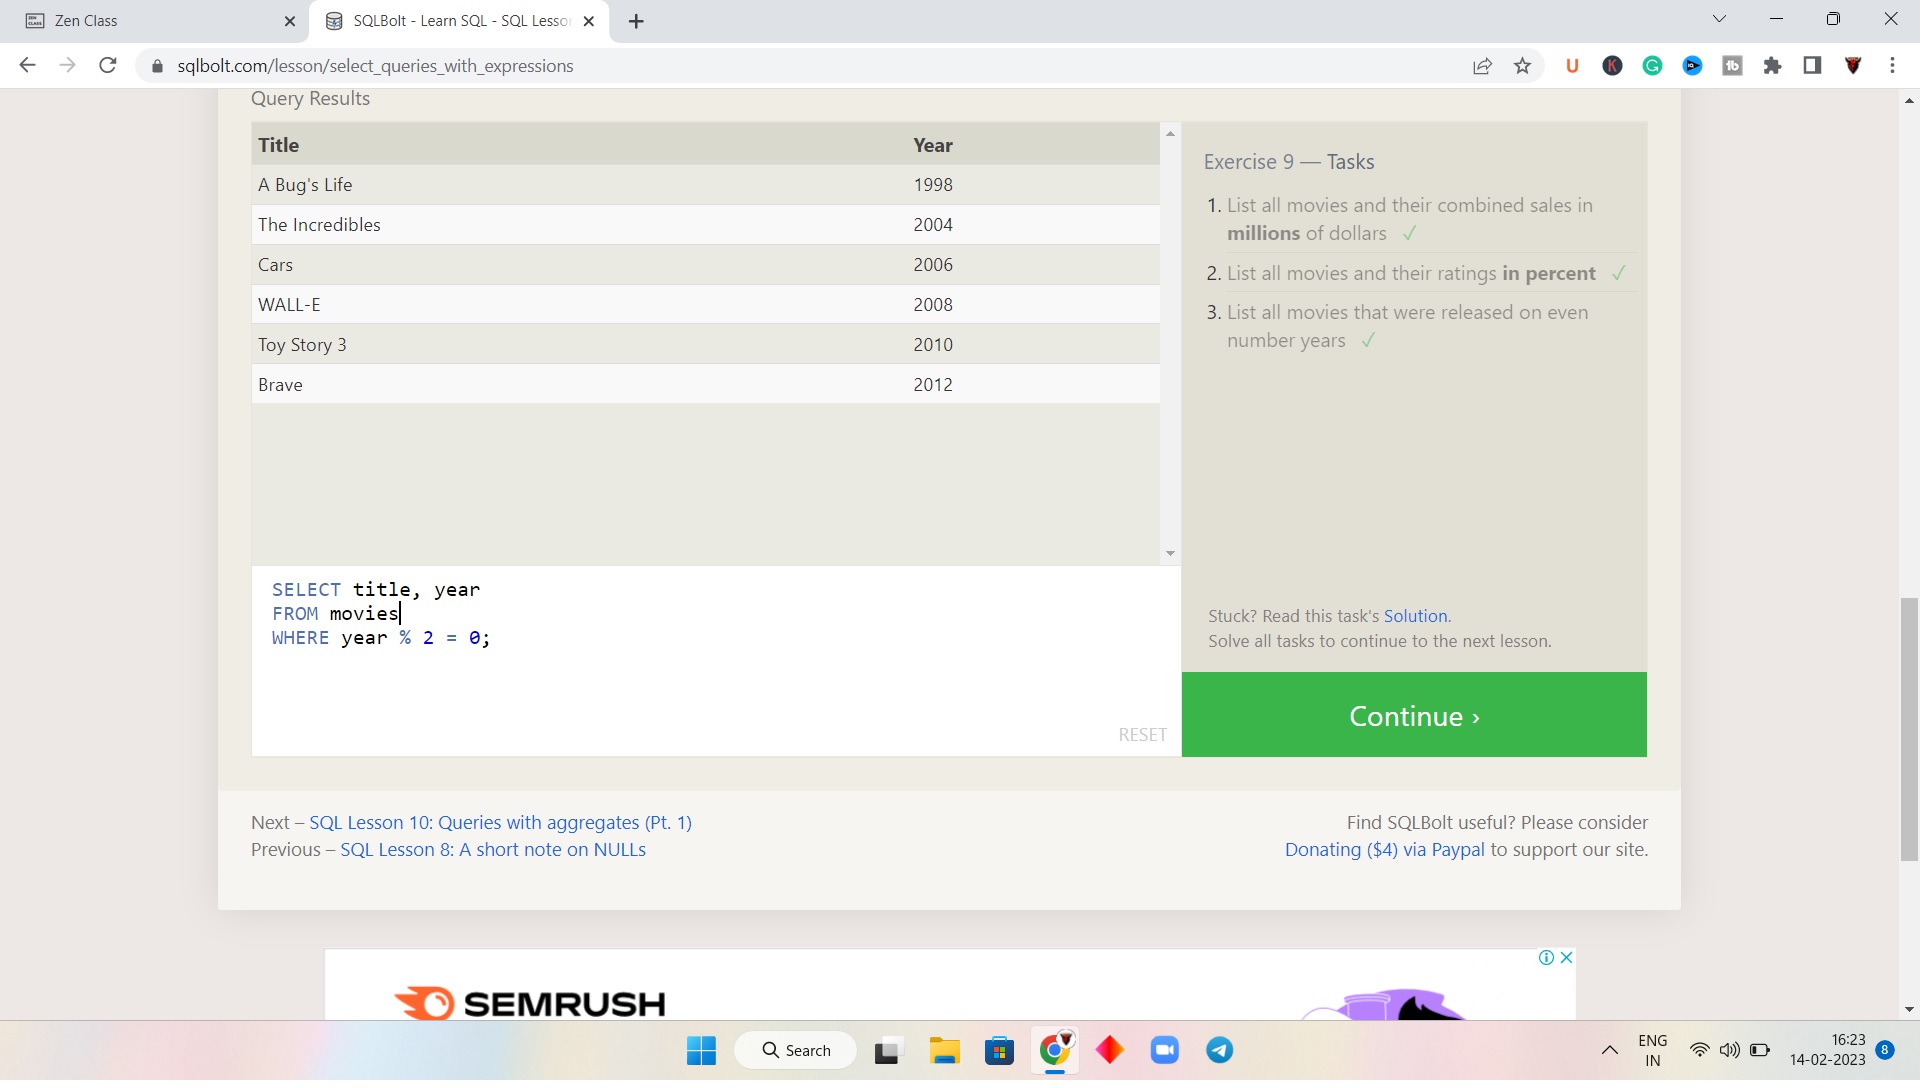 Zen Class
SQLBolt - Learn SQL - SQL Lesso
sqlbolt.com/lesson/select_queries_with_expressions
Query Results
Title Year
A Bug's Life 1998
The Incredibles 2004
Cars 2006
WALL-E 2008
Toy Story 3 2010
Brave 2012
Exercise 9 — Tasks
1. List all movies and their combined sales in
millions of dollars ✓
2. List all movies and their ratings in percent ✓
3. List all movies that were released on even
number years ✓
SELECT title, year
FROM movies
WHERE year % 2 = 0;
RESET
Stuck? Read this task's Solution.
Solve all tasks to continue to the next lesson.
Continue ›
Next – SQL Lesson 10: Queries with aggregates (Pt. 1)
Previous – SQL Lesson 8: A short note on NULLs
Find SQLBolt useful? Please consider
Donating ($4) via Paypal to support our site.
SEMRUSH
Search
ENG
IN
16:23
14-02-2023
8